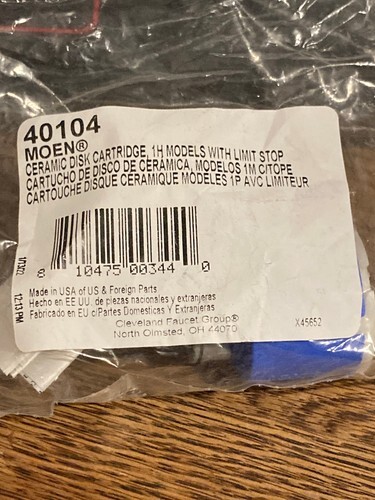 40104
MOEN®
CERAMIC DISK CARTRIDGE, 1H MODELS WITH LIMIT STOP
CARTUCHO DE DISCO DE CERAMICA, MODELOS 1M C/TOPE
CARTOUCHE DISQUE CERAMIQUE MODELES 1P AVC LIMITEUR
8 10475 00344 0
12:13 PM
Made in USA of US & Foreign Parts
Hecho en EE UU. de piezas nacionales y extranjeras
Fabricado en EU c/Partes Domesticas Y Extranjeras
Cleveland Faucet Group®
North Olmsted, OH 44070
X45652